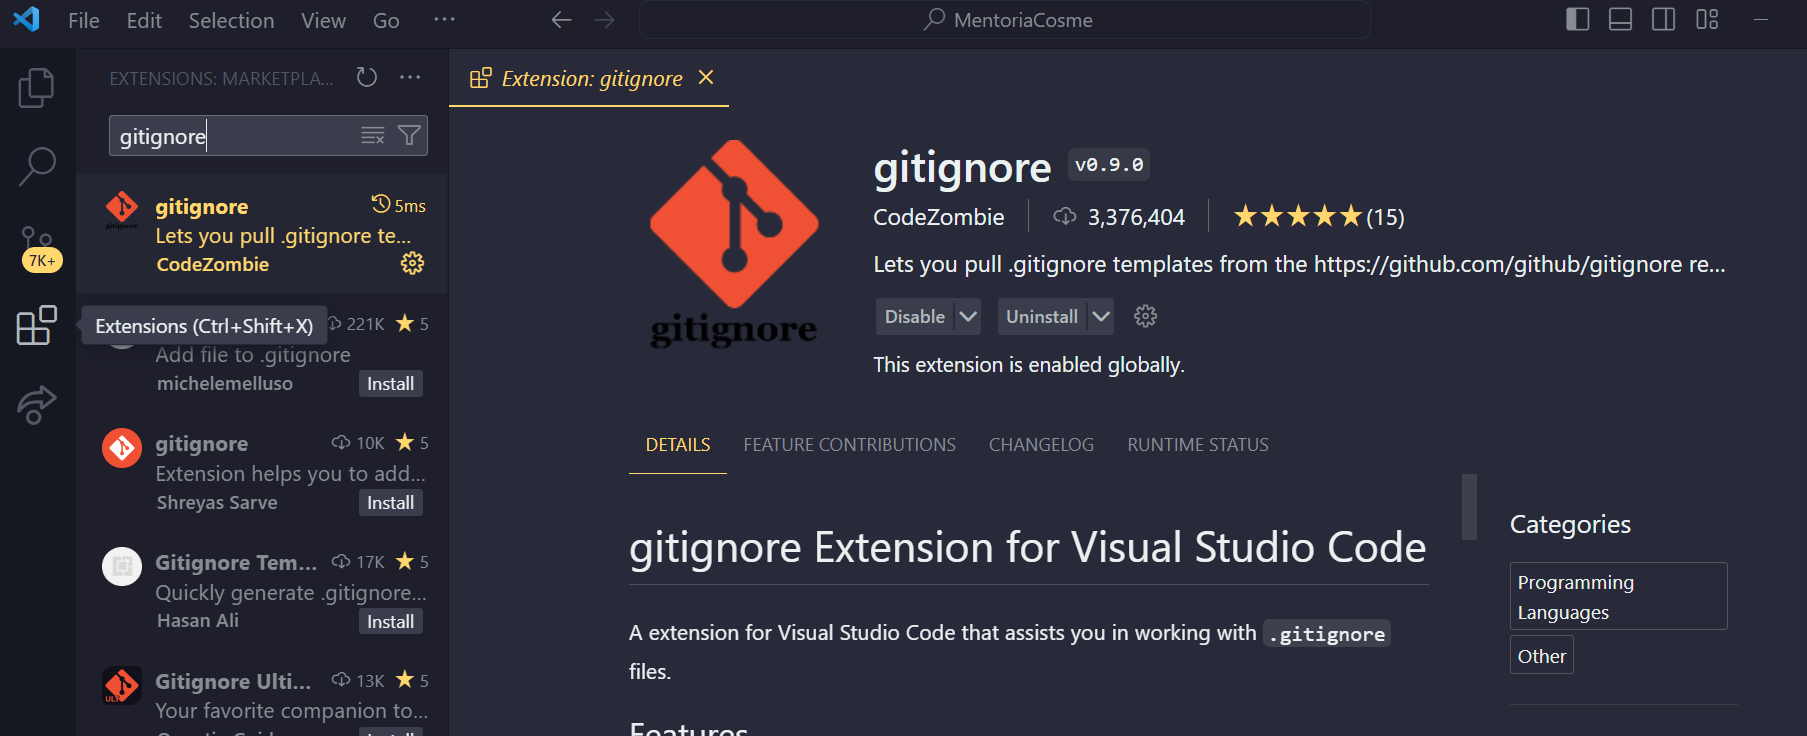 File Edit Selection View Go ···
MentoriaCosme
EXTENSIONS: MARKETPLA... ···
gitignore
gitignore 5ms
Lets you pull .gitignore te...
CodeZombie
7K+
Extensions (Ctrl+Shift+X) 221K 5
Add file to .gitignore
michelemelluso Install
gitignore 10K 5
Extension helps you to add...
Shreyas Sarve Install
Gitignore Tem... 17K 5
Quickly generate .gitignore...
Hasan Ali Install
Gitignore Ulti... 13K 5
ULT
Your favorite companion to...
Install
Extension: gitignore
gitignore
gitignore v0.9.0
CodeZombie 3,376,404 (15)
Lets you pull .gitignore templates from the https://github.com/github/gitignore re...
Disable Uninstall
This extension is enabled globally.
DETAILS FEATURE CONTRIBUTIONS CHANGELOG RUNTIME STATUS
gitignore Extension for Visual Studio Code
A extension for Visual Studio Code that assists you in working with .gitignore
files.
Features
Categories
Programming
Languages
Other